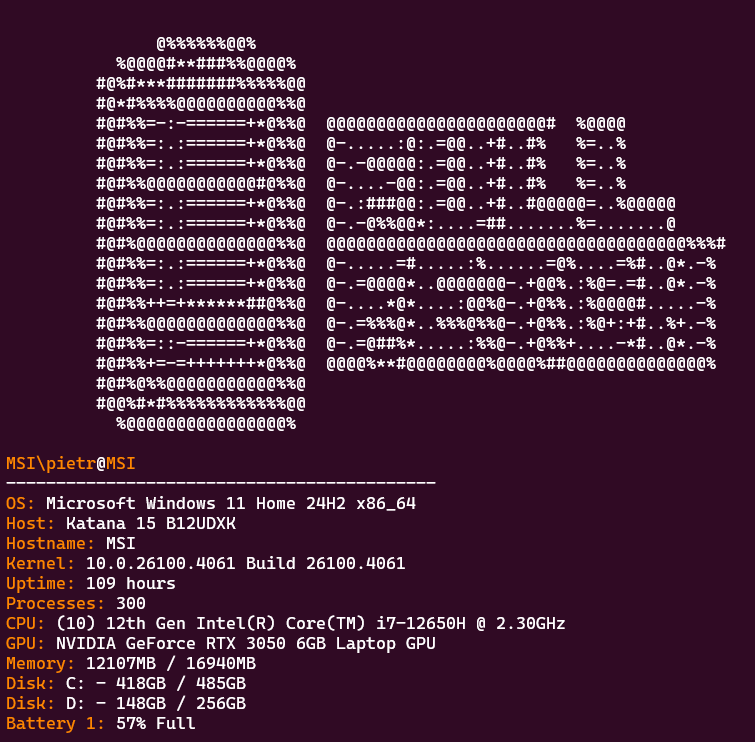 @%%%%%%@@%
%@@@@#**###%%@@@@%
#@%#***#######%%%%%@@
#@*#%%%%@@@@@@@@@@%%@
#@#%%=-:-======+*@%%@  @@@@@@@@@@@@@@@@@@@@@@#  %@@@@
#@#%%=:.:======+*@%%@  @-.....:@:.=@@..+#..#%   %=..%
#@#%%=:.:======+*@%%@  @-.-@@@@@:.=@@..+#..#%   %=..%
#@#%%@@@@@@@@@@@#@%%@  @-....-@@:.=@@..+#..#%   %=..%
#@#%%=:.:======+*@%%@  @-.:###@@:.=@@..+#..#@@@@@=..%@@@@@
#@#%%=:.:======+*@%%@  @-.-@%%@@*:....=##.......%=.......@
#@#%@@@@@@@@@@@@@@%%@  @@@@@@@@@@@@@@@@@@@@@@@@@@@@@@@@@@@@%%%#
#@#%%=:.:======+*@%%@  @-.....=#.....:%......=@%....=%#..@*.-%
#@#%%=:.:======+*@%%@  @-.=@@@@*..@@@@@@@-.+@@%.:%@=.=#..@*.-%
#@#%%++=+******##@%%@  @-....*@*....:@@%@-.+@%%.:%@@@@#.....-%
#@#%%@@@@@@@@@@@@@%%@  @-.=%%%@*..%%%@%%@-.+@%%.:%@+:+#..%+.-%
#@#%%=::-======+*@%%@  @-.=@##%*.....:%%@-.+@%%+....-*#..@*.-%
#@#%%+=-=+++++++*@%%@  @@@@%**#@@@@@@@@%@@@@%##@@@@@@@@@@@@@@%
#@#%@%%@@@@@@@@@@@%%@
#@@%#*#%%%%%%%%%%%%@@
%@@@@@@@@@@@@@@@@%
MSI\pietr@MSI
-------------------------------------------
OS: Microsoft Windows 11 Home 24H2 x86_64
Host: Katana 15 B12UDXK
Hostname: MSI
Kernel: 10.0.26100.4061 Build 26100.4061
Uptime: 109 hours
Processes: 300
CPU: (10) 12th Gen Intel(R) Core(TM) i7-12650H @ 2.30GHz
GPU: NVIDIA GeForce RTX 3050 6GB Laptop GPU
Memory: 12107MB / 16940MB
Disk: C: - 418GB / 485GB
Disk: D: - 148GB / 256GB
Battery 1: 57% Full